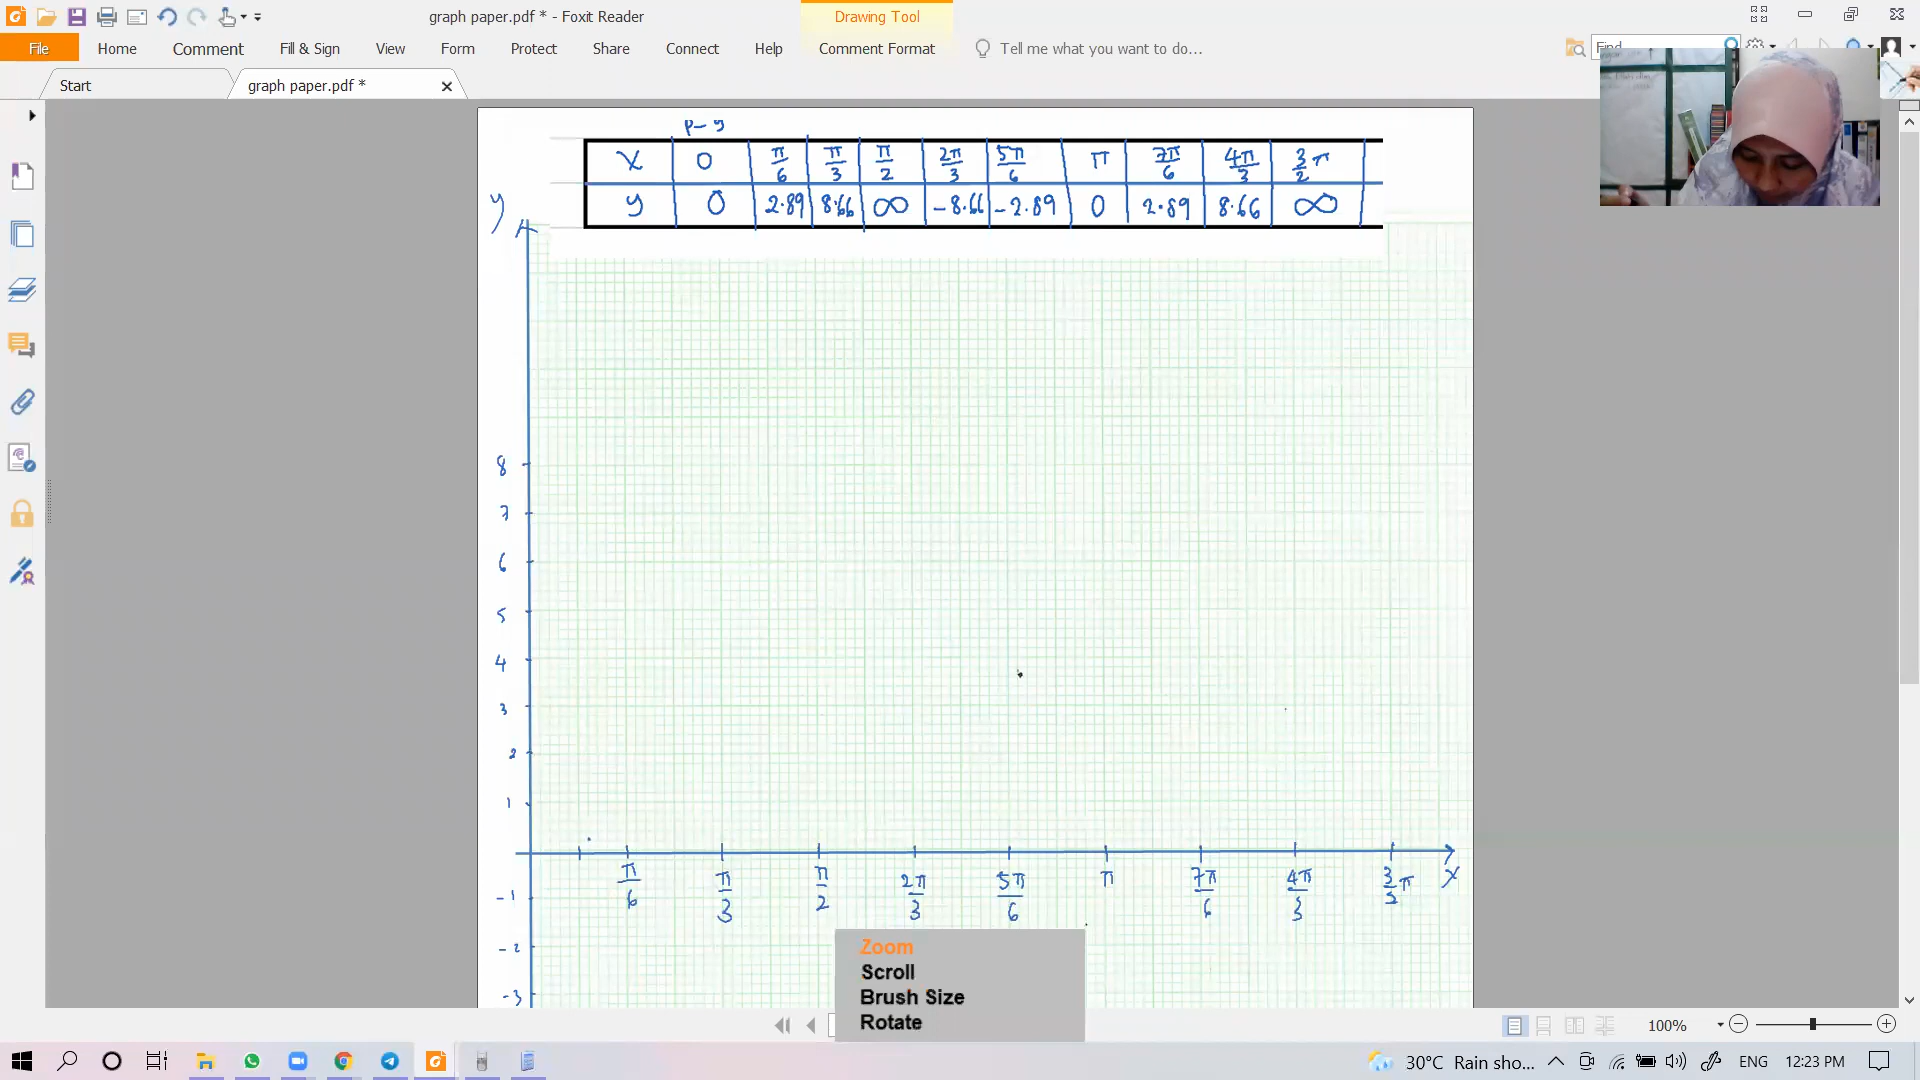 graph paper.pdf * - Foxit Reader
Drawing Tool
File Home Comment Fill & Sign View Form Protect Share Connect Help Comment Format Tell me what you want to do... Find
Start graph paper.pdf *
x 0 π/6 π/3 π/2 2π/3 5π/6 π 7π/6 4π/3 3/2 π
y 0 2.89 8.66 ∞ -8.66 -2.89 0 2.89 8.66 ∞
y
8
7
6
5
4
3
2
1
π/6 π/3 π/2 2π/3 5π/6 π 7π/6 4π/3 3/2 π x
-1
-2
-3
Zoom
Scroll
Brush Size
Rotate
100%
30°C Rain sho... ENG 12:23 PM